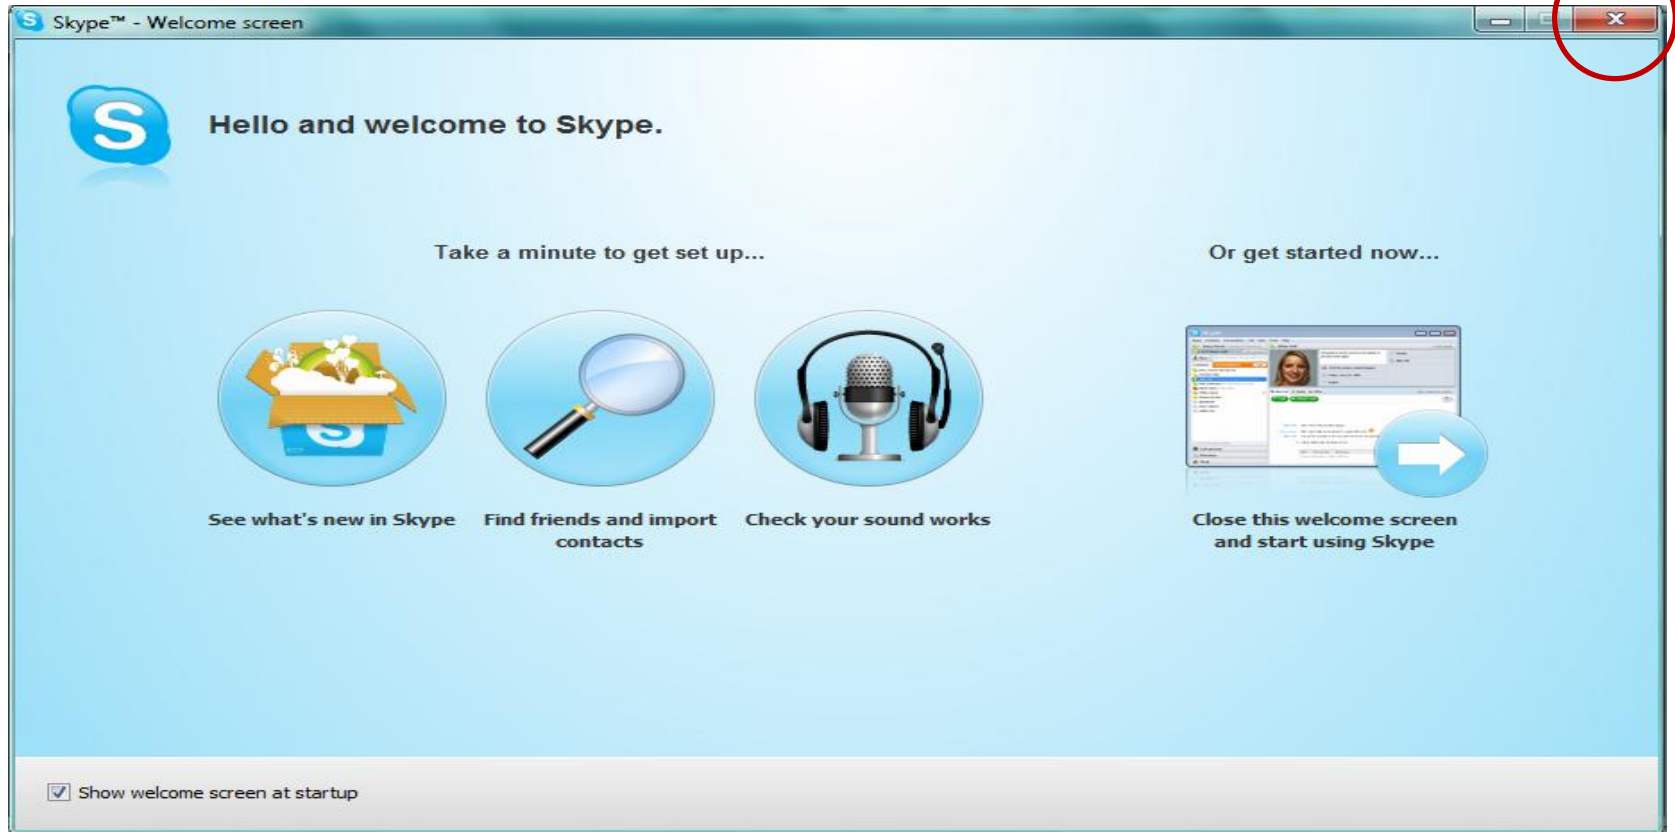 Skype™ - Welcome screen
Hello and welcome to Skype.
Take a minute to get set up...
Or get started now...
See what's new in Skype
Find friends and import
contacts
Check your sound works
Close this welcome screen
and start using Skype
Show welcome screen at startup